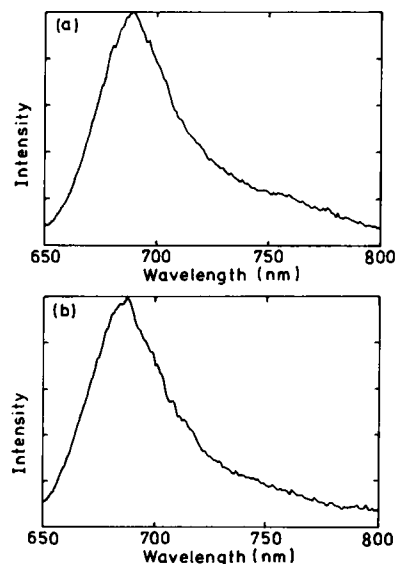 (a)
Intensity
650 700 750 800
Wavelength (nm)
(b)
Intensity
650 700 750 800
Wavelength (nm)